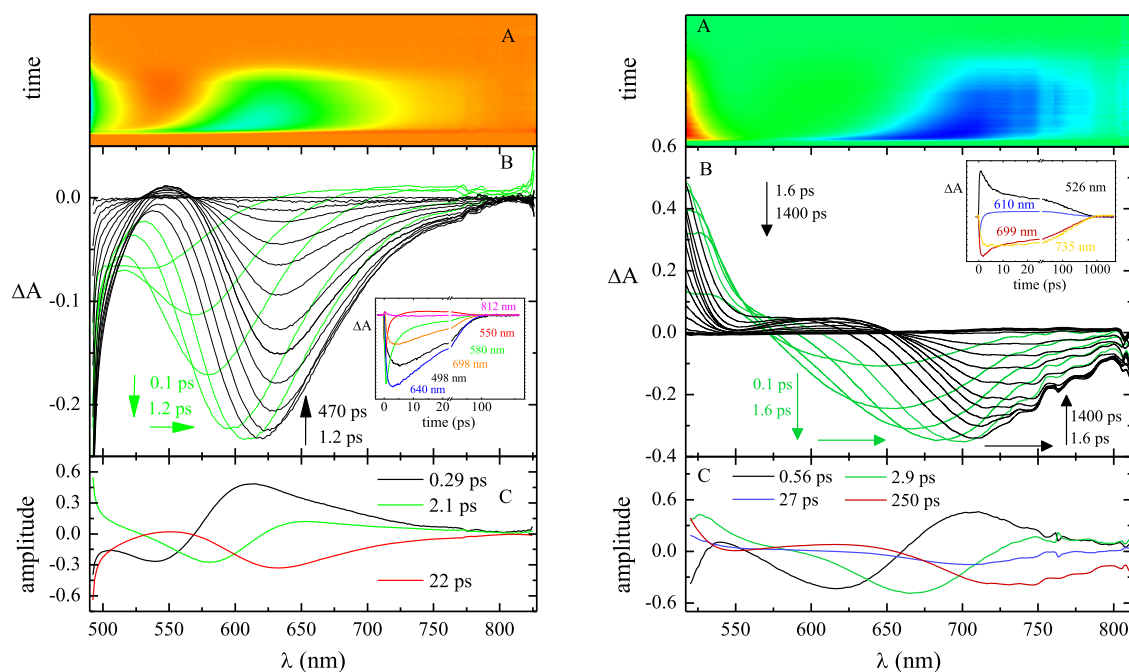 A
time
B
0.0
-0.1
-0.2
ΔA
0.1 ps
1.2 ps
470 ps
1.2 ps
ΔA
812 nm
550 nm
580 nm
698 nm
498 nm
640 nm
0 10 20 100
time (ps)
0.6
0.3
0.0
-0.3
-0.6
amplitude
C
0.29 ps
2.1 ps
22 ps
500 550 600 650 700 750 800
λ (nm)
A
time
0.6
B
0.4
0.2
0.0
-0.2
-0.4
ΔA
1.6 ps
1400 ps
ΔA
526 nm
610 nm
699 nm
735 nm
0 10 20 100 1000
time (ps)
0.1 ps
1.6 ps
1400 ps
1.6 ps
0.6
0.0
-0.6
amplitude
C
0.56 ps
2.9 ps
27 ps
250 ps
550 600 650 700 750 800
λ (nm)